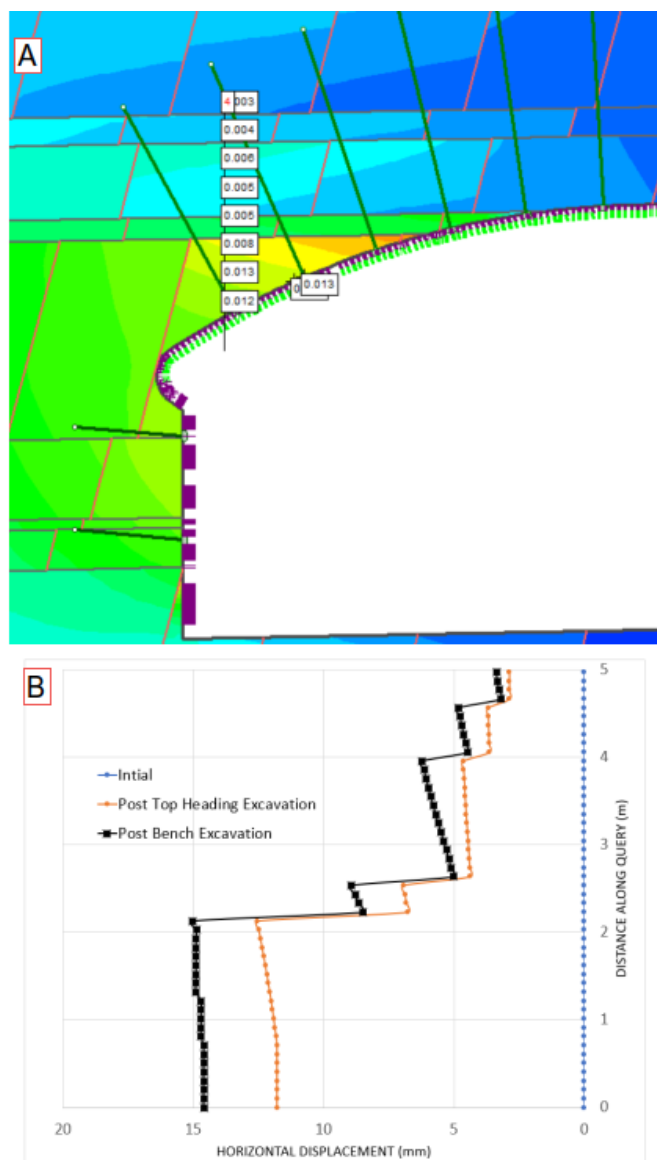 A
4 003
0.004
0.006
0.005
0.005
0.008
0.013
0.012
0.013
B
5
4
3
2
1
0
DISTANCE ALONG QUERY (m)
Intial
Post Top Heading Excavation
Post Bench Excavation
20 15 10 5 0
HORIZONTAL DISPLACEMENT (mm)